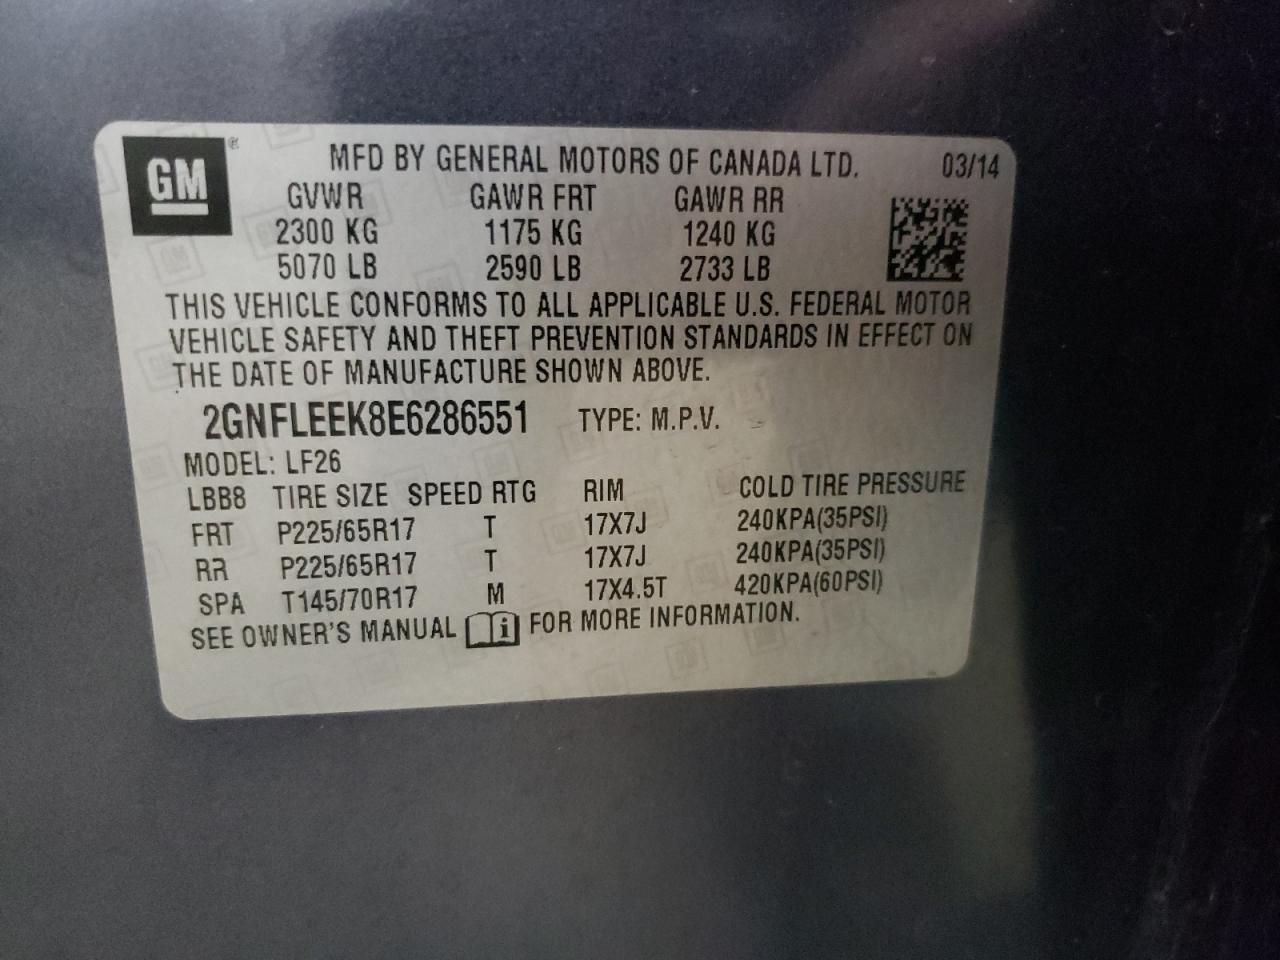 GM ®
MFD BY GENERAL MOTORS OF CANADA LTD. 03/14
GVWR GAWR FRT GAWR RR
2300 KG 1175 KG 1240 KG
5070 LB 2590 LB 2733 LB
THIS VEHICLE CONFORMS TO ALL APPLICABLE U.S. FEDERAL MOTOR
VEHICLE SAFETY AND THEFT PREVENTION STANDARDS IN EFFECT ON
THE DATE OF MANUFACTURE SHOWN ABOVE.
2GNFLEEK8E6286551 TYPE: M.P.V.
MODEL: LF26
LBB8 TIRE SIZE SPEED RTG RIM COLD TIRE PRESSURE
FRT P225/65R17 T 17X7J 240KPA(35PSI)
RR P225/65R17 T 17X7J 240KPA(35PSI)
SPA T145/70R17 M 17X4.5T 420KPA(60PSI)
SEE OWNER'S MANUAL i FOR MORE INFORMATION.